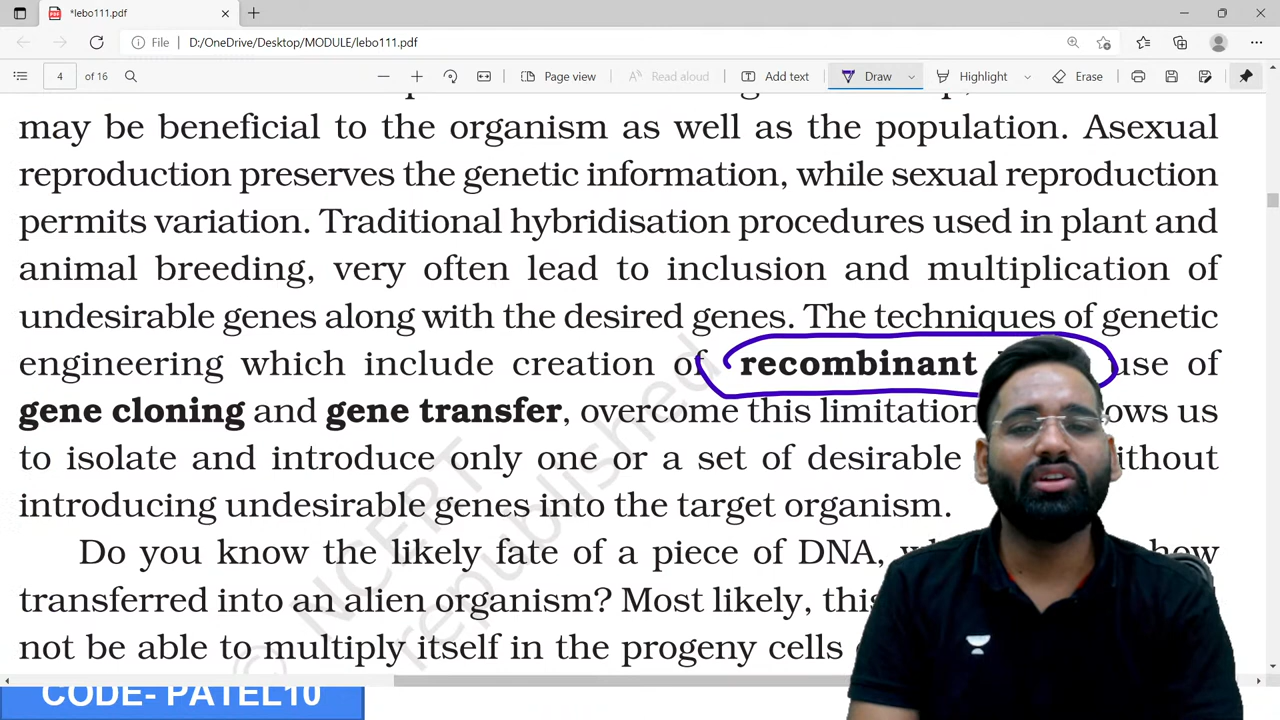 *lebo111.pdf
File D:/OneDrive/Desktop/MODULE/lebo111.pdf
4 of 16 Page view Read aloud Add text Draw Highlight Erase
may be beneficial to the organism as well as the population. Asexual
reproduction preserves the genetic information, while sexual reproduction
permits variation. Traditional hybridisation procedures used in plant and
animal breeding, very often lead to inclusion and multiplication of
undesirable genes along with the desired genes. The techniques of genetic
engineering which include creation of recombinant use of
gene cloning and gene transfer, overcome this limitation ows us
to isolate and introduce only one or a set of desirable ithout
introducing undesirable genes into the target organism.
Do you know the likely fate of a piece of DNA, how
transferred into an alien organism? Most likely, this
not be able to multiply itself in the progeny cells
© NCERT
republished
CODE- PATEL10